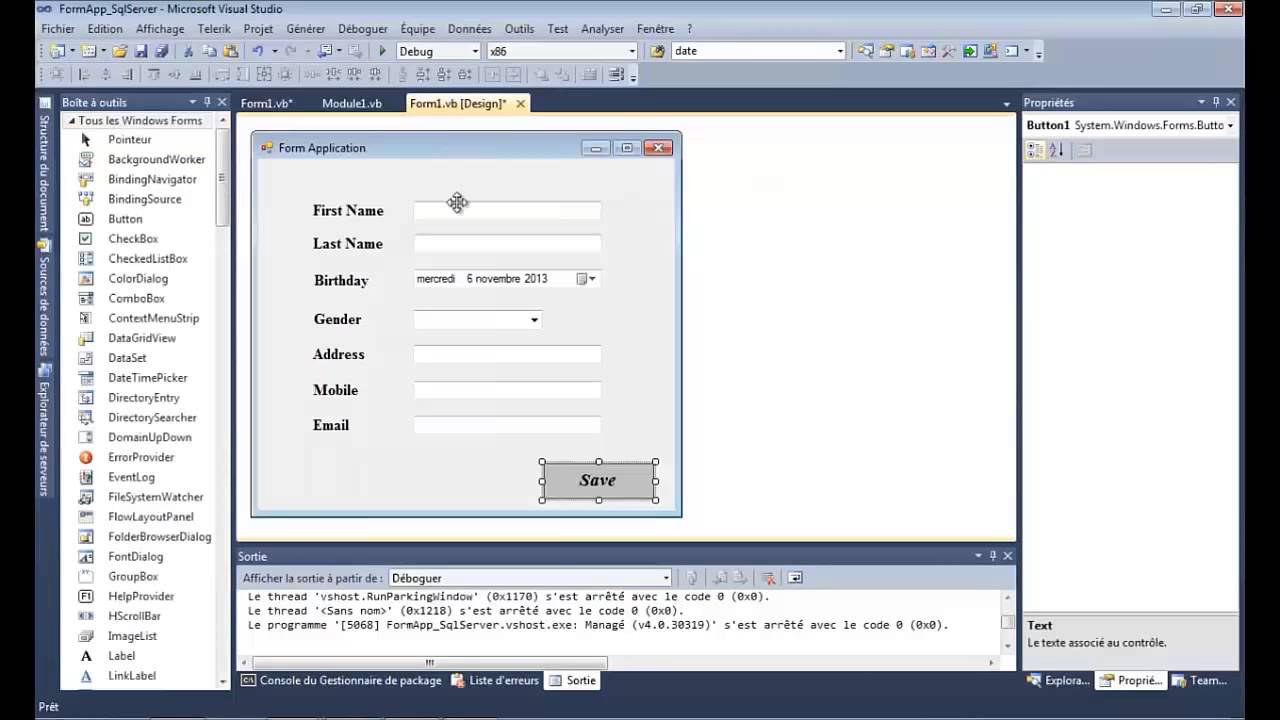 FormApp_SqlServer - Microsoft Visual Studio
Fichier Edition Affichage Telerik Projet Générer Déboguer Équipe Données Outils Test Analyser Fenêtre ?
Debug x86 date
Boîte à outils
Form1.vb* Module1.vb Form1.vb [Design]*
Propriétés
Structure du document
Sources de données
Explorateur de serveurs
Tous les Windows Forms
Pointeur
BackgroundWorker
BindingNavigator
BindingSource
Button
CheckBox
CheckedListBox
ColorDialog
ComboBox
ContextMenuStrip
DataGridView
DataSet
DateTimePicker
DirectoryEntry
DirectorySearcher
DomainUpDown
ErrorProvider
EventLog
FileSystemWatcher
FlowLayoutPanel
FolderBrowserDialog
FontDialog
GroupBox
HelpProvider
HScrollBar
ImageList
Label
LinkLabel
Form Application
First Name
Last Name
Birthday mercredi 6 novembre 2013
Gender
Address
Mobile
Email
Save
Button1 System.Windows.Forms.Butto
Sortie
Afficher la sortie à partir de : Déboguer
Le thread 'vshost.RunParkingWindow' (0x1170) s'est arrêté avec le code 0 (0x0).
Le thread '<Sans nom>' (0x1218) s'est arrêté avec le code 0 (0x0).
Le programme '[5068] FormApp_SqlServer.vshost.exe: Managé (v4.0.30319)' s'est arrêté avec le code 0 (0x0).
Text
Le texte associé au contrôle.
Console du Gestionnaire de package Liste d'erreurs Sortie
Explora... Proprié... Team...
Prêt